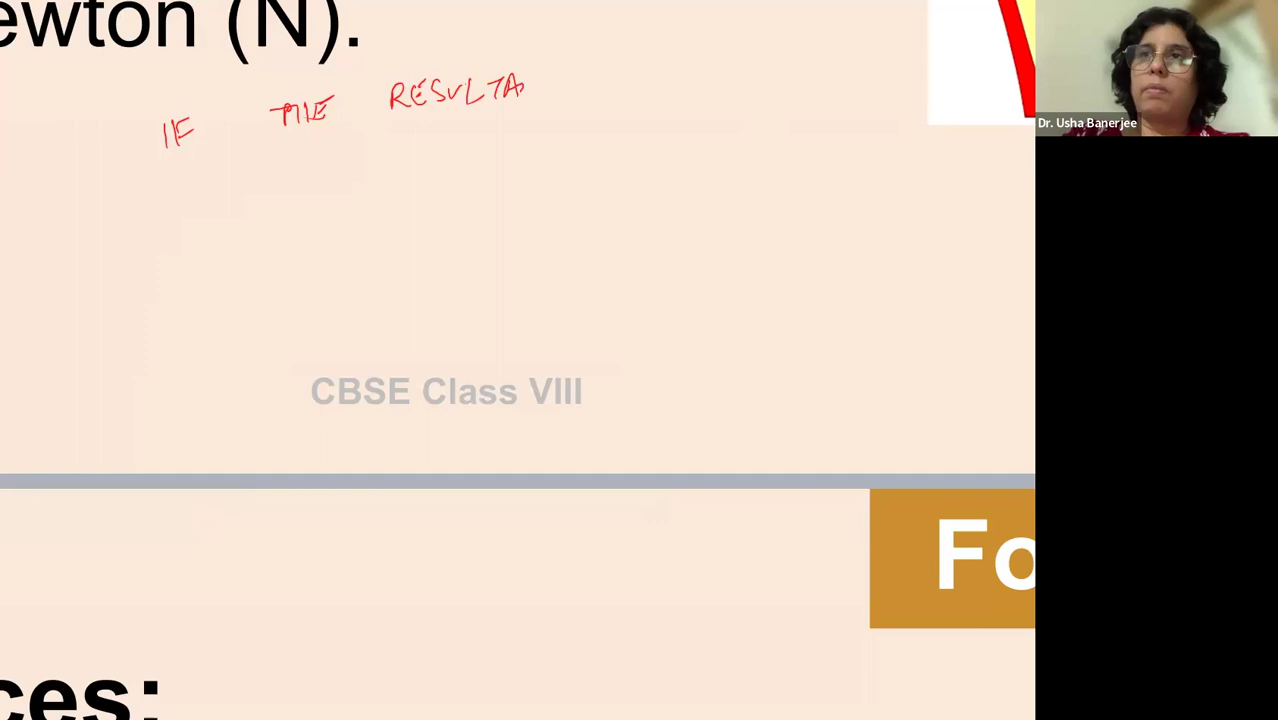 ewton (N).
IF THE RESULTA
Dr. Usha Banerjee
CBSE Class VIII
Fo
ces: